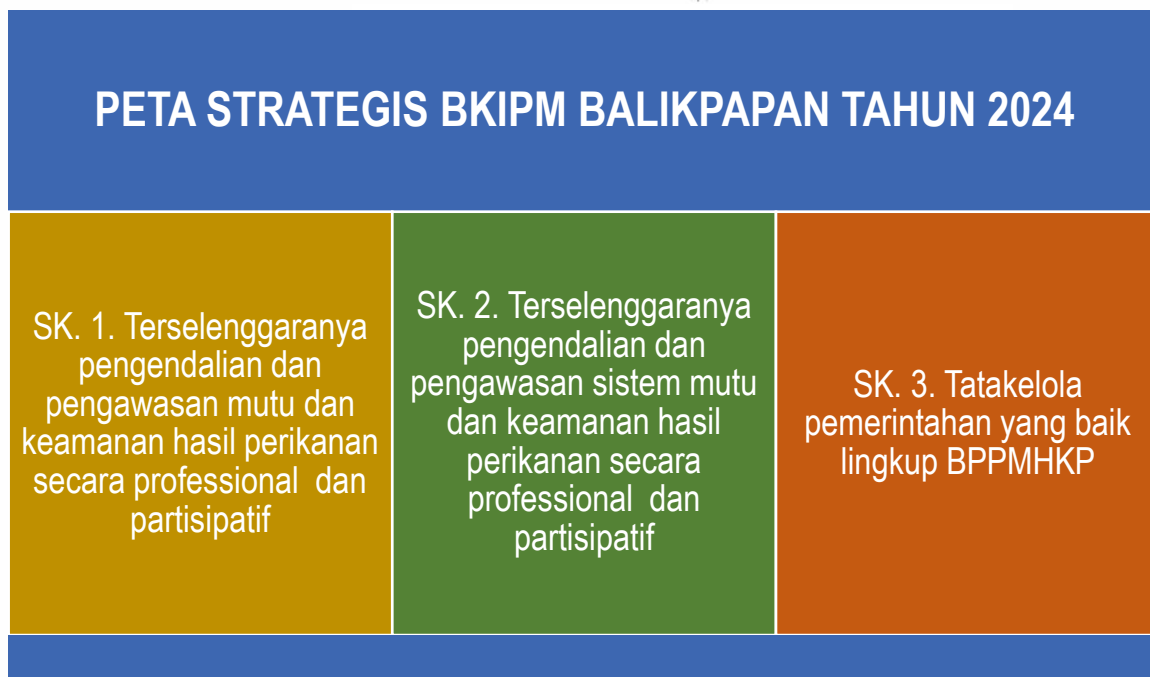 PETA STRATEGIS BKIPM BALIKPAPAN TAHUN 2024
SK. 1. Terselenggaranya
pengendalian dan
pengawasan mutu dan
keamanan hasil perikanan
secara professional dan
partisipatif
SK. 2. Terselenggaranya
pengendalian dan
pengawasan sistem mutu
dan keamanan hasil
perikanan secara
professional dan
partisipatif
SK. 3. Tatakelola
pemerintahan yang baik
lingkup BPPMHKP